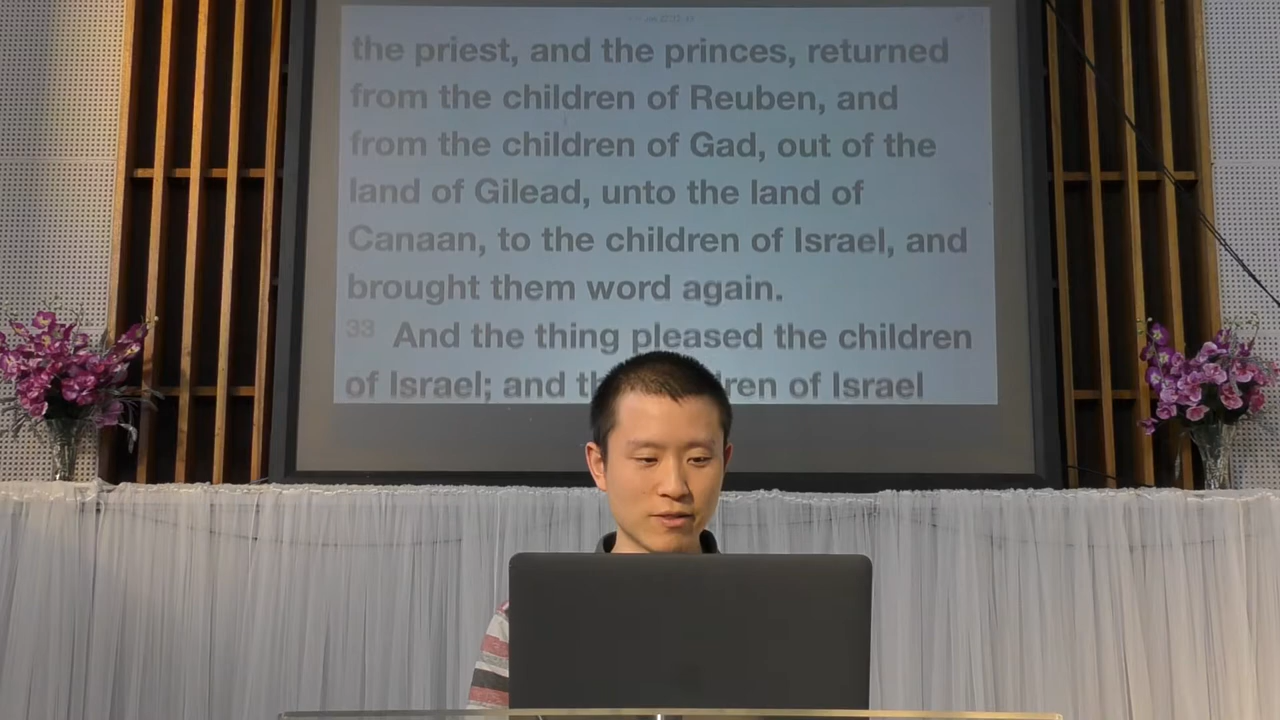 the priest, and the princes, returned
from the children of Reuben, and
from the children of Gad, out of the
land of Gilead, unto the land of
Canaan, to the children of Israel, and
brought them word again.
33 And the thing pleased the children
of Israel; and ren of Israel